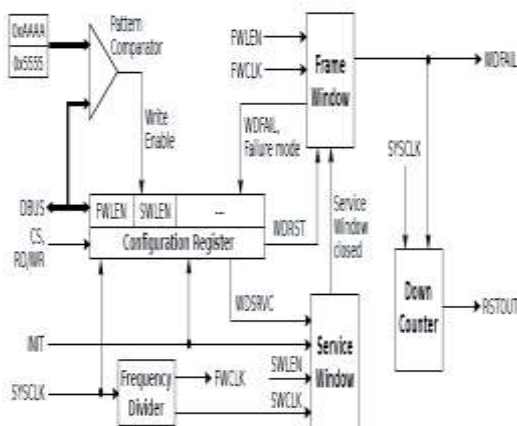 0xAAAA
0x5555
Pattern
Comparator
Write
Enable
FWLEN
FWCLK
Frame
Window
WDFAIL
WDFAIL,
Failure mode
SYSCLK
DBUS
FWLEN
SWLEN
---
Configuration Register
CS,
RD/WR
WDRST
Service
Window
closed
WDSRVC
Down
Counter
RSTOUT
INIT
SYSCLK
Frequency
Divider
FWCLK
SWLEN
SWCLK
Service
Window